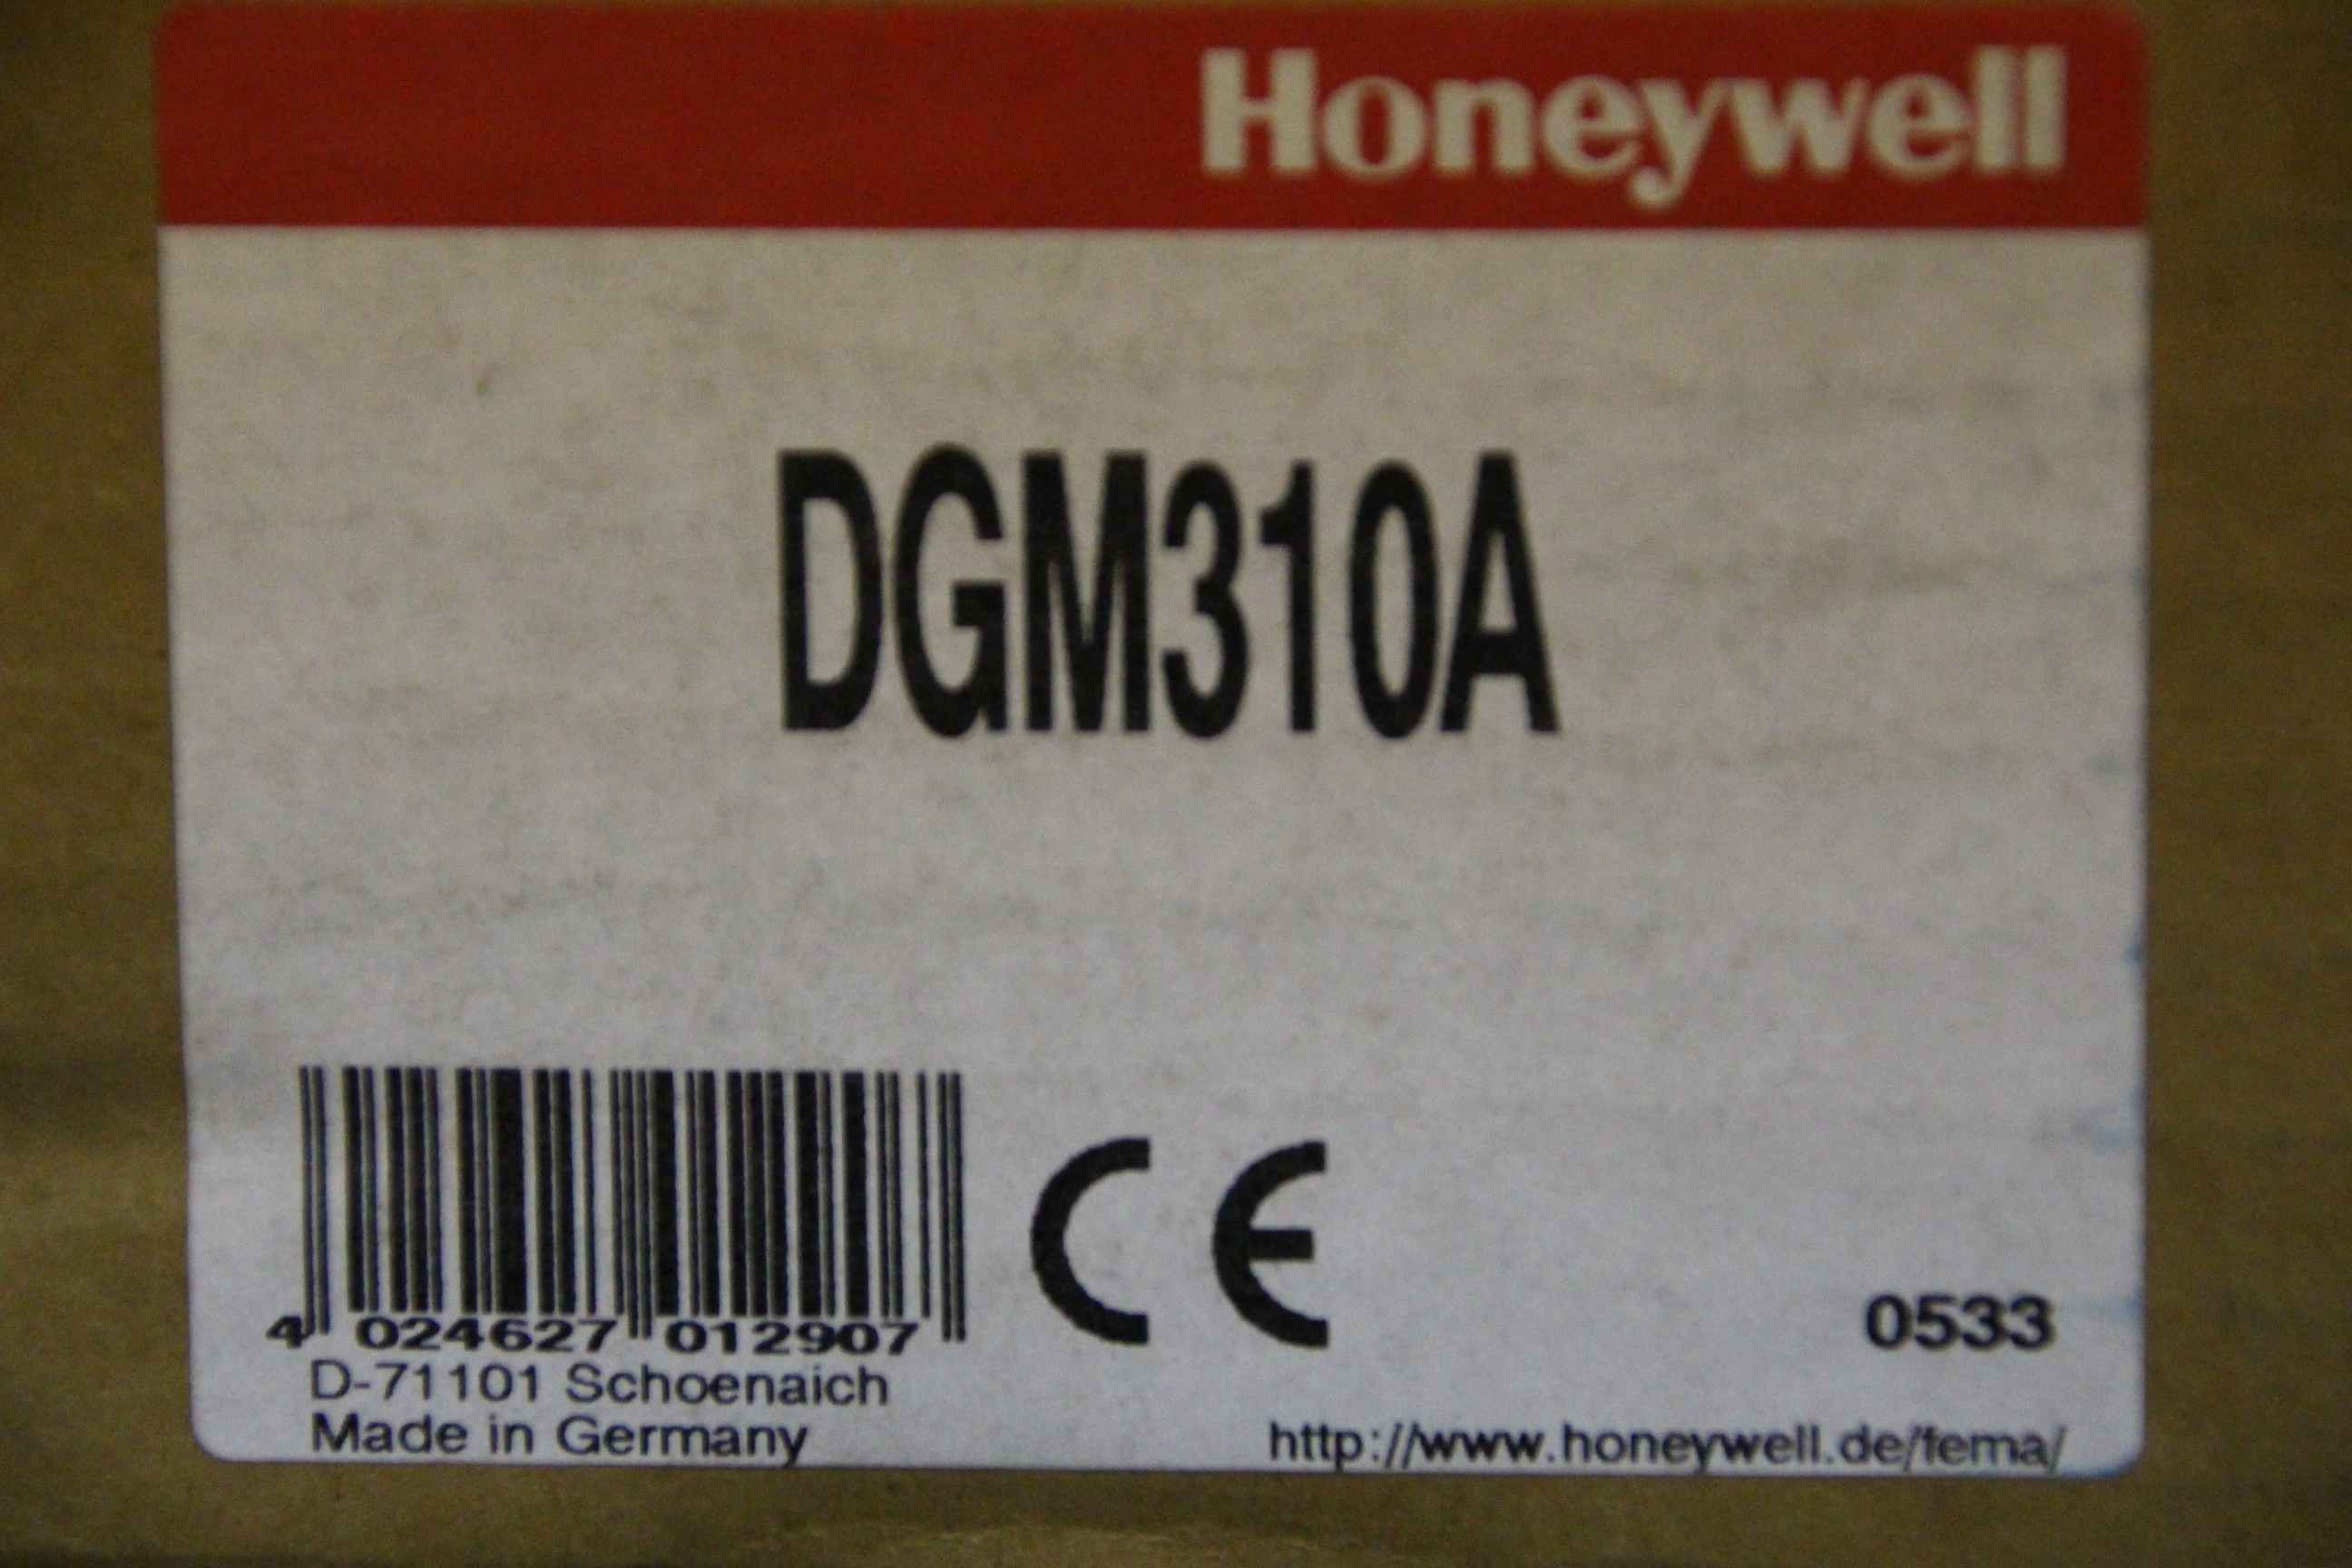 Honeywell
DGM310A
CE
0533
4 024627 012907
D-71101 Schoenaich
Made in Germany
http://www.honeywell.de/fema/